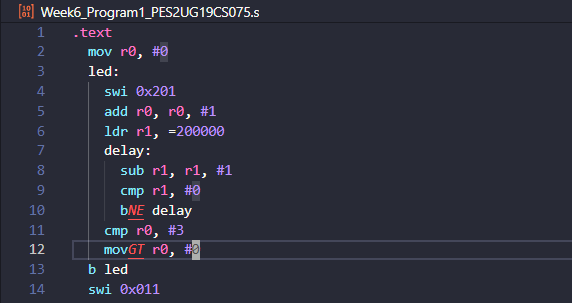 Week6_Program1_PES2UG19CS075.s
1 .text
2 mov r0, #0
3 led:
4 swi 0x201
5 add r0, r0, #1
6 ldr r1, =200000
7 delay:
8 sub r1, r1, #1
9 cmp r1, #0
10 bNE delay
11 cmp r0, #3
12 movGT r0, #0
13 b led
14 swi 0x011